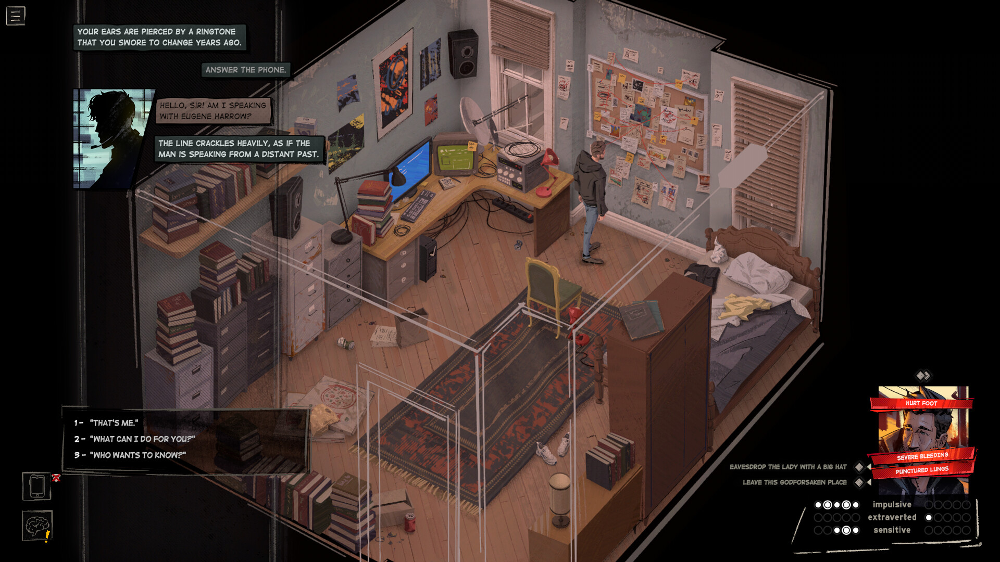 YOUR EARS ARE PIERCED BY A RINGTONE
THAT YOU SWORE TO CHANGE YEARS AGO.
ANSWER THE PHONE.
HELLO, SIR! AM I SPEAKING
WITH EUGENE HARROW?
THE LINE CRACKLES HEAVILY, AS IF THE
MAN IS SPEAKING FROM A DISTANT PAST.
1 - "THAT'S ME."
2 - "WHAT CAN I DO FOR YOU?"
3 - "WHO WANTS TO KNOW?"
HURT FOOT
SEVERE BLEEDING
PUNCTURED LUNGS
EAVESDROP THE LADY WITH A BIG HAT
LEAVE THIS GODFORSAKEN PLACE
impulsive
extraverted
sensitive